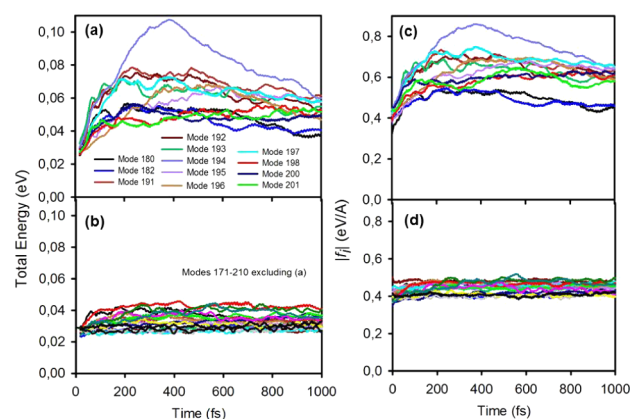 (a)
0,10
0,08
0,06
0,04
0,02
0,00
Mode 180
Mode 182
Mode 191
Mode 192
Mode 193
Mode 194
Mode 195
Mode 196
Mode 197
Mode 198
Mode 200
Mode 201
(c)
0,8
0,6
0,4
0,2
0,0
Total Energy (eV)
|fj| (eV/A)
(b)
0,10
0,08
0,06
0,04
0,02
0,00
Modes 171-210 excluding (a)
0 200 400 600 800 1000
Time (fs)
(d)
0,8
0,6
0,4
0,2
0,0
0 200 400 600 800 1000
Time (fs)